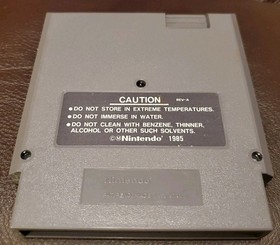 CAUTION
REV-A
• DO NOT STORE IN EXTREME TEMPERATURES.
• DO NOT IMMERSE IN WATER.
• DO NOT CLEAN WITH BENZENE, THINNER,
ALCOHOL OR OTHER SUCH SOLVENTS.
©Nintendo® 1985
Nintendo